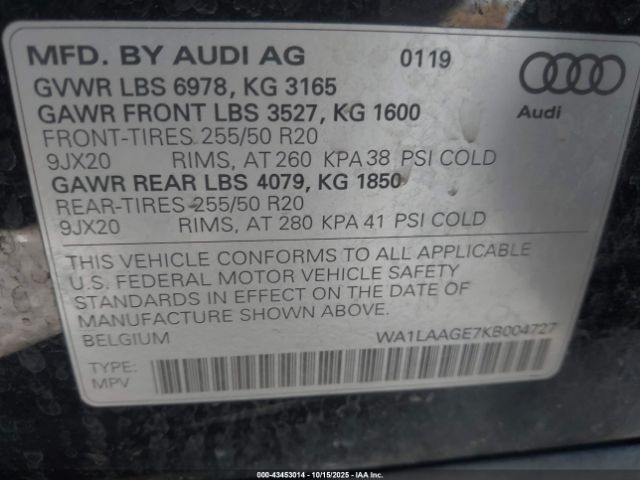 MFD. BY AUDI AG 0119
GVWR LBS 6978, KG 3165
GAWR FRONT LBS 3527, KG 1600
Audi
FRONT-TIRES 255/50 R20
9JX20 RIMS, AT 260 KPA 38 PSI COLD
GAWR REAR LBS 4079, KG 1850
REAR-TIRES 255/50 R20
9JX20 RIMS, AT 280 KPA 41 PSI COLD
THIS VEHICLE CONFORMS TO ALL APPLICABLE
U.S. FEDERAL MOTOR VEHICLE SAFETY
STANDARDS IN EFFECT ON THE DATE OF
MANUFACTURE SHOWN ABOVE.
BELGIUM WA1LAAGE7KB004727
TYPE:
MPV
000-43453014 - 10/15/2025 - IAA, Inc.